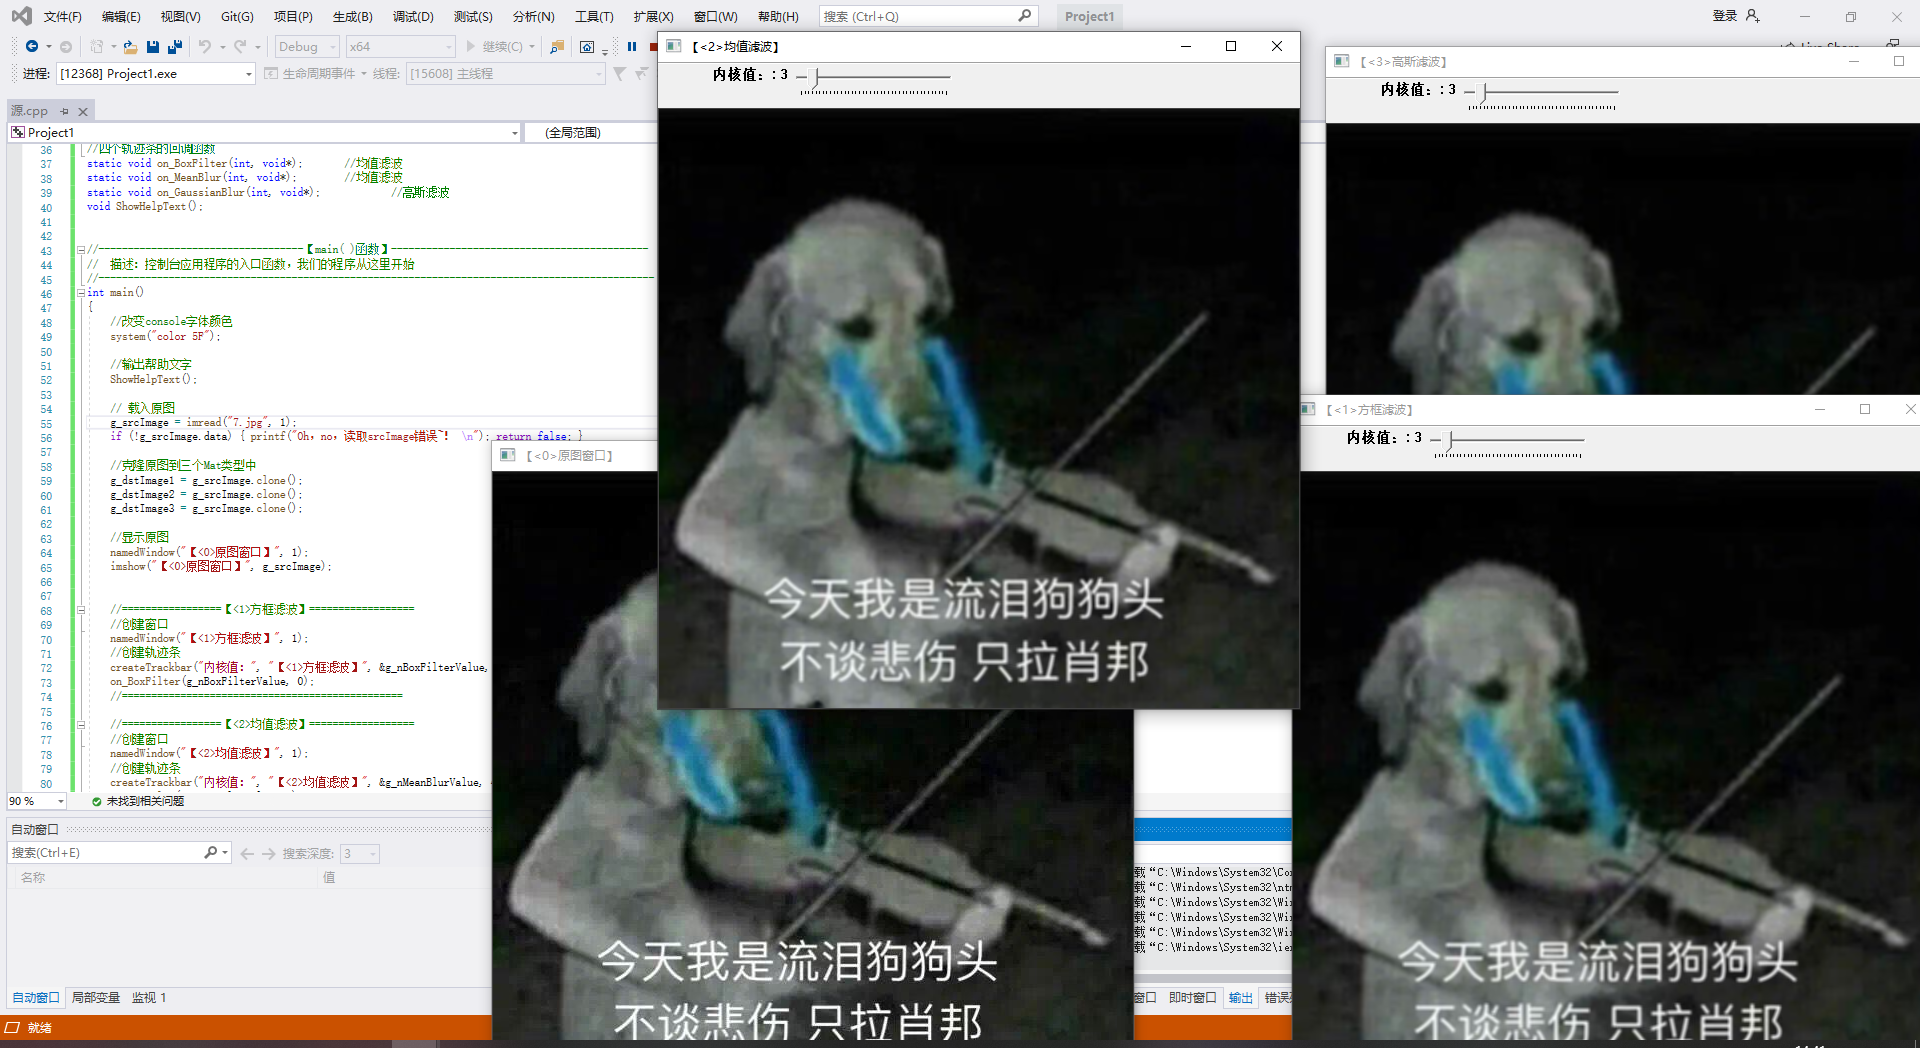 文件(F) 编辑(E) 视图(V) Git(G) 项目(P) 生成(B) 调试(D) 测试(S) 分析(N) 工具(T) 扩展(X) 窗口(W) 帮助(H) 搜索 (Ctrl+Q) Project1 登录
Debug x64 继续(C)
进程: [12368] Project1.exe 生命周期事件 线程: [15608] 主线程
源.cpp
Project1 (全局范围)
36 //四个轨迹条的回调函数
37 static void on_BoxFilter(int, void*); //均值滤波
38 static void on_MeanBlur(int, void*); //均值滤波
39 static void on_GaussianBlur(int, void*); //高斯滤波
40 void ShowHelpText();
41
42
43 //-----------------------------------【main( )函数】--------------------------------------------
44 // 描述：控制台应用程序的入口函数，我们的程序从这里开始
45 //-----------------------------------------------------------------------------------------------
46 int main()
47 {
48 //改变console字体颜色
49 system("color 5F");
50
51 //输出帮助文字
52 ShowHelpText();
53
54 // 载入原图
55 g_srcImage = imread("7.jpg", 1);
56 if (!g_srcImage.data) { printf("Oh，no，读取srcImage错误~！ \n"); return false; }
57
58 //克隆原图到三个Mat类型中
59 g_dstImage1 = g_srcImage.clone();
60 g_dstImage2 = g_srcImage.clone();
61 g_dstImage3 = g_srcImage.clone();
62
63 //显示原图
64 namedWindow("【<0>原图窗口】", 1);
65 imshow("【<0>原图窗口】", g_srcImage);
66
67
68 //=================【<1>方框滤波】==================
69 //创建窗口
70 namedWindow("【<1>方框滤波】", 1);
71 //创建轨迹条
72 createTrackbar("内核值：", "【<1>方框滤波】", &g_nBoxFilterValue,
73 on_BoxFilter(g_nBoxFilterValue, 0);
74 //================================================
75
76 //=================【<2>均值滤波】==================
77 //创建窗口
78 namedWindow("【<2>均值滤波】", 1);
79 //创建轨迹条
80 createTrackbar("内核值：", "【<2>均值滤波】", &g_nMeanBlurValue,
90 % 未找到相关问题
自动窗口
搜索(Ctrl+E) 搜索深度: 3
名称 值
自动窗口 局部变量 监视 1
就绪
【<2>均值滤波】
内核值：: 3
今天我是流泪狗狗头
不谈悲伤 只拉肖邦
【<0>原图窗口】
今天我是流泪狗狗头
不谈悲伤 只拉肖邦
【<3>高斯滤波】
内核值：: 3
【<1>方框滤波】
内核值：: 3
今天我是流泪狗狗头
不谈悲伤 只拉肖邦
载 “C:\Windows\System32\Co
载 “C:\Windows\System32\nt
载 “C:\Windows\System32\Wi
载 “C:\Windows\System32\Wi
载 “C:\Windows\System32\Wi
载 “C:\Windows\System32\ie
窗口 即时窗口 输出 错误